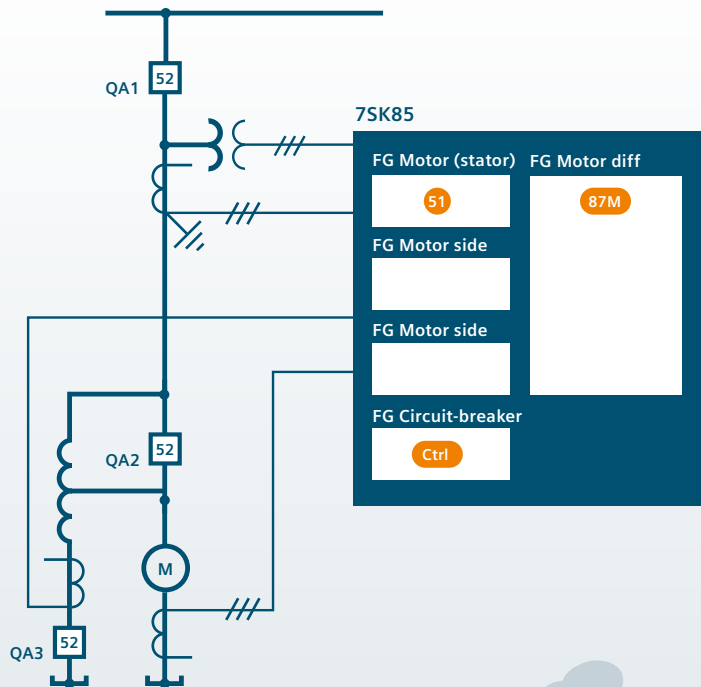 52
QA1
7SK85
FG Motor (stator) FG Motor diff
51
87M
FG Motor side
FG Motor side
FG Circuit-breaker
Ctrl
52
QA2
M
52
QA3